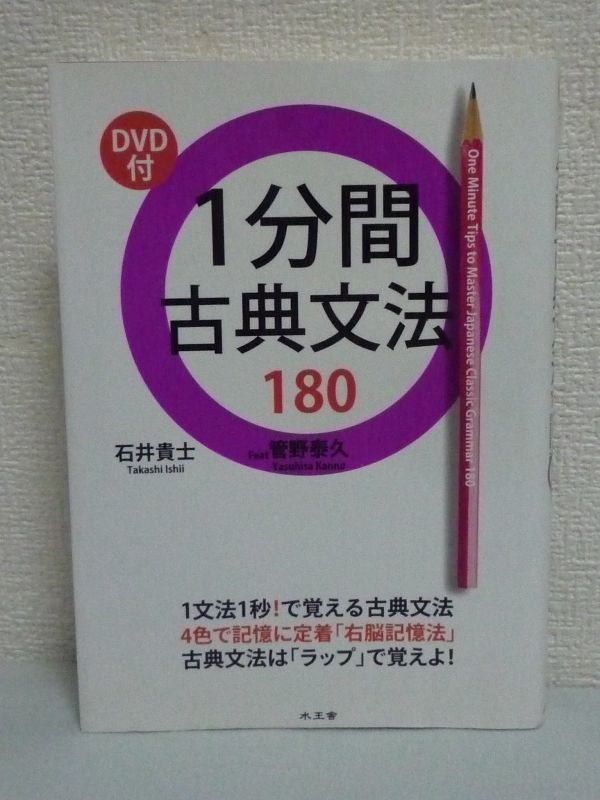 DVD
付
1分間
古典文法
180
One Minute Tips to Master Japanese Classic Grammar 180
石井貴士
Takashi Ishii
Feat 菅野泰久
Yasuhisa Kanno
1文法1秒!で覚える古典文法
4色で記憶に定着「右脳記憶法」
古典文法は「ラップ」で覚えよ!
水王舎